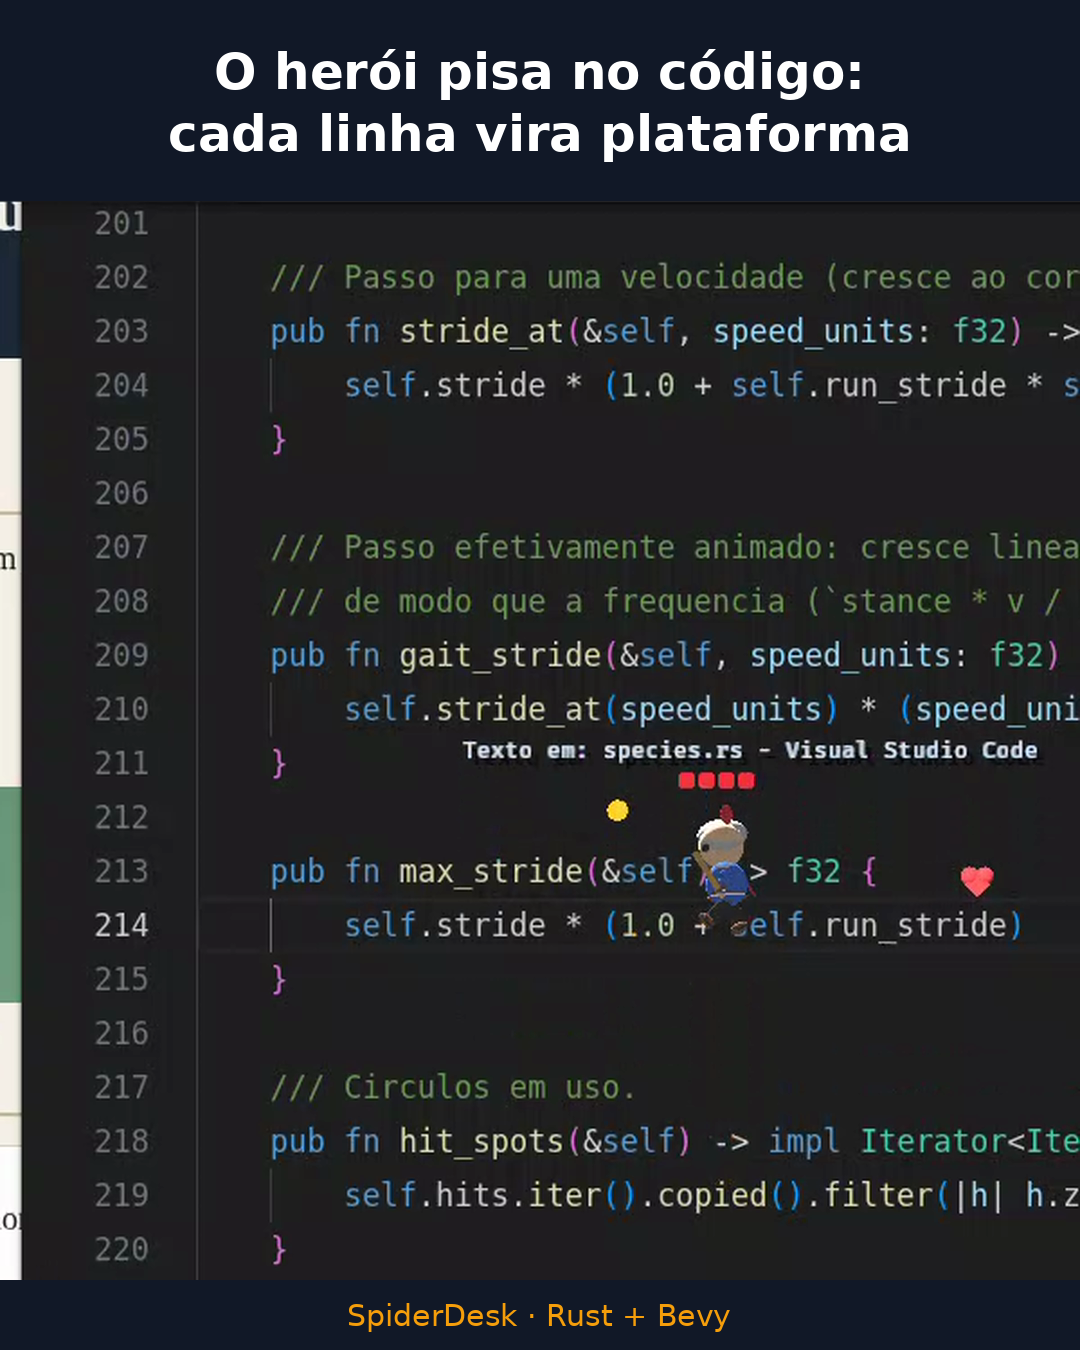 O herói pisa no código:
cada linha vira plataforma
201
202 /// Passo para uma velocidade (cresce ao cor
203 pub fn stride_at(&self, speed_units: f32) ->
204 self.stride * (1.0 + self.run_stride * s
205 }
206
207 /// Passo efetivamente animado: cresce linea
208 /// de modo que a frequencia (`stance * v /
209 pub fn gait_stride(&self, speed_units: f32)
210 self.stride_at(speed_units) * (speed_uni
Texto em: species.rs - Visual Studio Code
211 }
212
213 pub fn max_stride(&self > f32 {
214 self.stride * (1.0 + self.run_stride)
215 }
216
217 /// Circulos em uso.
218 pub fn hit_spots(&self) -> impl Iterator<Ite
219 self.hits.iter().copied().filter(|h| h.z
220 }
SpiderDesk · Rust + Bevy